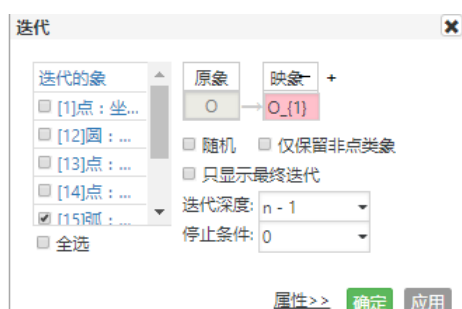 迭代
迭代的象
原象
映象
- +
[1]点：坐...
O
O_{1}
[12]圆：...
随机
仅保留非点类象
[13]点：...
只显示最终迭代
[14]点：...
迭代深度:
n - 1
[15]弧：...
停止条件:
0
全选
属性>>
确定
应用